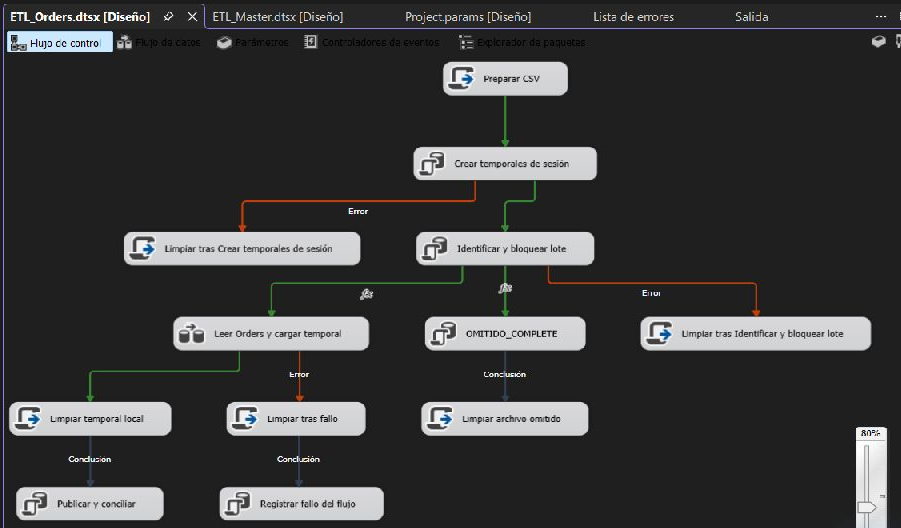 ETL_Orders.dtsx [Diseño]
ETL_Master.dtsx [Diseño]
Project.params [Diseño]
Lista de errores
Salida
Flujo de control
Flujo de datos
Parámetros
Controladores de eventos
Explorador de paquetes
Preparar CSV
Crear temporales de sesión
Error
Limpiar tras Crear temporales de sesión
Identificar y bloquear lote
fx
fx
Error
Leer Orders y cargar temporal
OMITIDO_COMPLETE
Limpiar tras Identificar y bloquear lote
Error
Conclusión
Limpiar temporal local
Limpiar tras fallo
Limpiar archivo omitido
80%
Conclusión
Conclusión
Publicar y conciliar
Registrar fallo del flujo